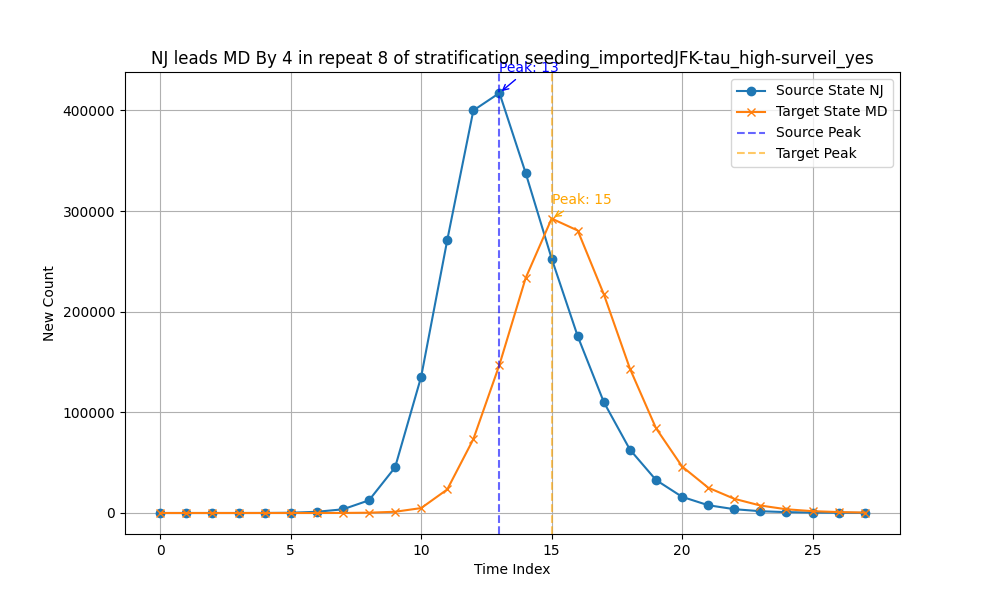 NJ leads MD By 4 in repeat 8 of stratification seeding_importedJFK-tau_high-surveil_yes
Peak: 13
Source State NJ
Target State MD
Source Peak
Target Peak
Peak: 15
400000
300000
200000
100000
0
New Count
0 5 10 15 20 25
Time Index